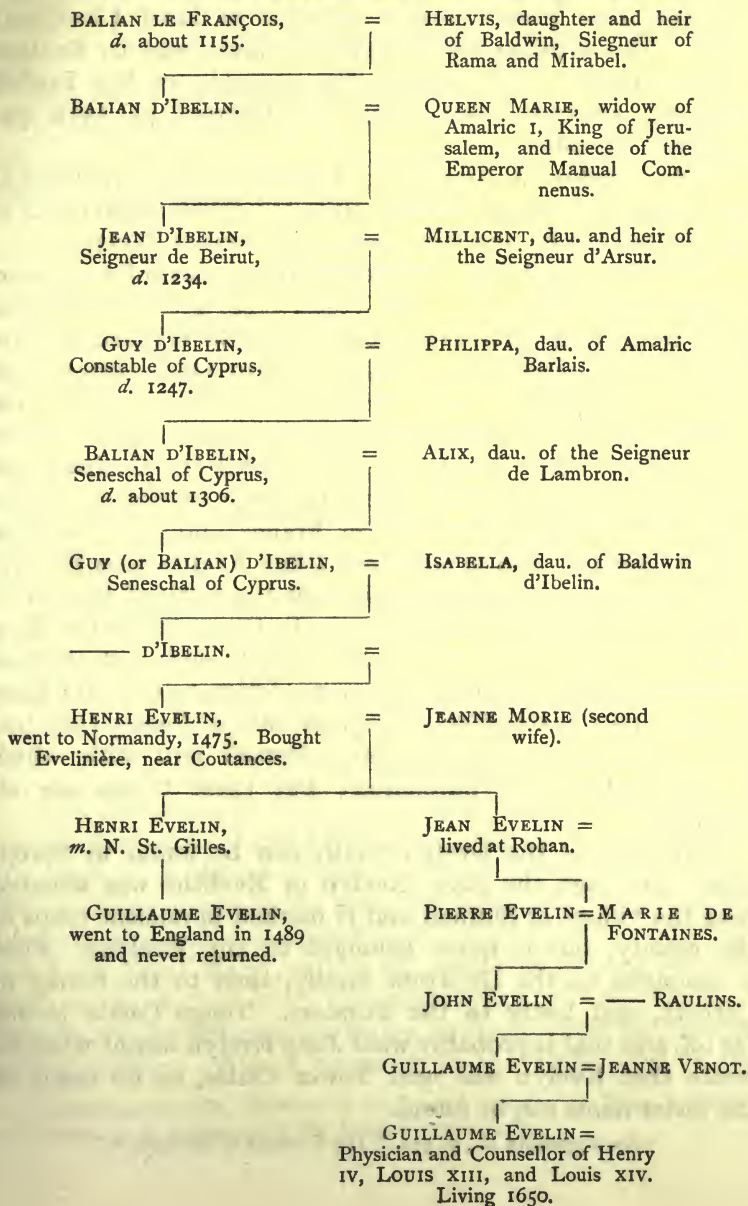 BALIAN LE FRANÇOIS, = HELVIS, daughter and heir
d. about 1155. of Baldwin, Siegneur of
Rama and Mirabel.
BALIAN D'IBELIN. = QUEEN MARIE, widow of
Amalric I, King of Jeru-
salem, and niece of the
Emperor Manual Com-
nenus.
JEAN D'IBELIN, = MILLICENT, dau. and heir of
Seigneur de Beirut, the Seigneur d'Arsur.
d. 1234.
GUY D'IBELIN, = PHILIPPA, dau. of Amalric
Constable of Cyprus, Barlais.
d. 1247.
BALIAN D'IBELIN, = ALIX, dau. of the Seigneur
Seneschal of Cyprus, de Lambron.
d. about 1306.
GUY (or BALIAN) D'IBELIN, = ISABELLA, dau. of Baldwin
Seneschal of Cyprus. d'Ibelin.
—— D'IBELIN. =
HENRI EVELIN, = JEANNE MORIE (second
went to Normandy, 1475. Bought wife).
Evelinière, near Coutances.
HENRI EVELIN, JEAN EVELIN =
m. N. St. Gilles. lived at Rohan.
GUILLAUME EVELIN, PIERRE EVELIN = MARIE DE
went to England in 1489 FONTAINES.
and never returned.
JOHN EVELIN = —— RAULINS.
GUILLAUME EVELIN = JEANNE VENOT.
GUILLAUME EVELIN =
Physician and Counsellor of Henry
IV, LOUIS XIII, and Louis XIV.
Living 1650.